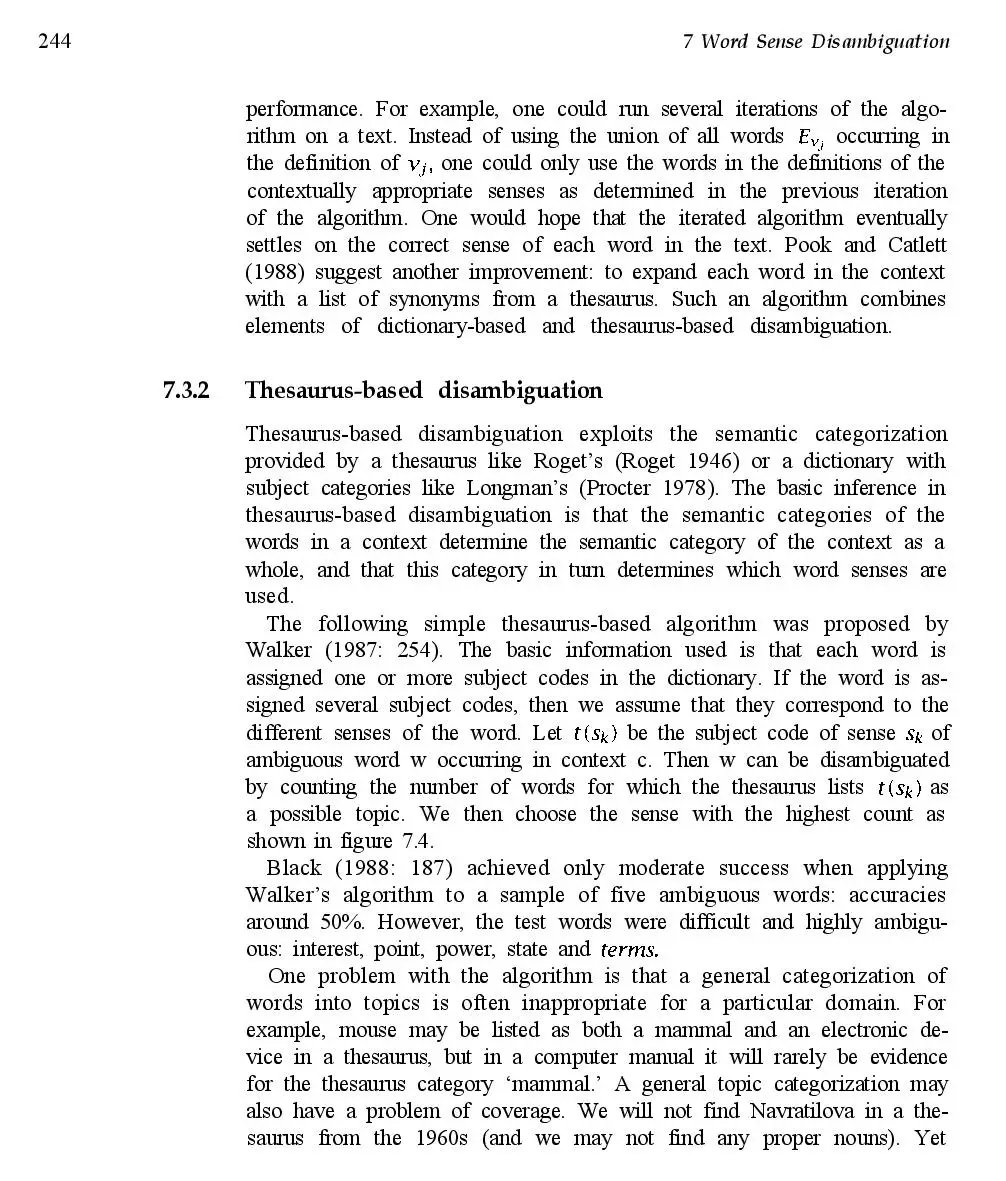 244
7 Word Sense Disambiguation
performance. For example, one could run several iterations of the algo-
rithm on a text. Instead of using the union of all words Eνj occurring in
the definition of νj, one could only use the words in the definitions of the
contextually appropriate senses as determined in the previous iteration
of the algorithm. One would hope that the iterated algorithm eventually
settles on the correct sense of each word in the text. Pook and Catlett
(1988) suggest another improvement: to expand each word in the context
with a list of synonyms from a thesaurus. Such an algorithm combines
elements of dictionary-based and thesaurus-based disambiguation.
7.3.2 Thesaurus-based disambiguation
Thesaurus-based disambiguation exploits the semantic categorization
provided by a thesaurus like Roget’s (Roget 1946) or a dictionary with
subject categories like Longman’s (Procter 1978). The basic inference in
thesaurus-based disambiguation is that the semantic categories of the
words in a context determine the semantic category of the context as a
whole, and that this category in turn determines which word senses are
used.
The following simple thesaurus-based algorithm was proposed by
Walker (1987: 254). The basic information used is that each word is
assigned one or more subject codes in the dictionary. If the word is as-
signed several subject codes, then we assume that they correspond to the
different senses of the word. Let t(sk) be the subject code of sense sk of
ambiguous word w occurring in context c. Then w can be disambiguated
by counting the number of words for which the thesaurus lists t(sk) as
a possible topic. We then choose the sense with the highest count as
shown in figure 7.4.
Black (1988: 187) achieved only moderate success when applying
Walker’s algorithm to a sample of five ambiguous words: accuracies
around 50%. However, the test words were difficult and highly ambigu-
ous: interest, point, power, state and terms.
One problem with the algorithm is that a general categorization of
words into topics is often inappropriate for a particular domain. For
example, mouse may be listed as both a mammal and an electronic de-
vice in a thesaurus, but in a computer manual it will rarely be evidence
for the thesaurus category ‘mammal.’ A general topic categorization may
also have a problem of coverage. We will not find Navratilova in a the-
saurus from the 1960s (and we may not find any proper nouns). Yet